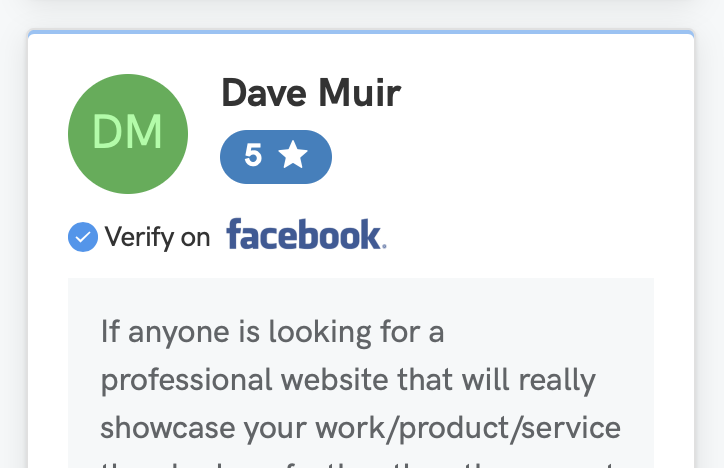 DM
Dave Muir
5
Verify on facebook.
If anyone is looking for a
professional website that will really
showcase your work/product/service